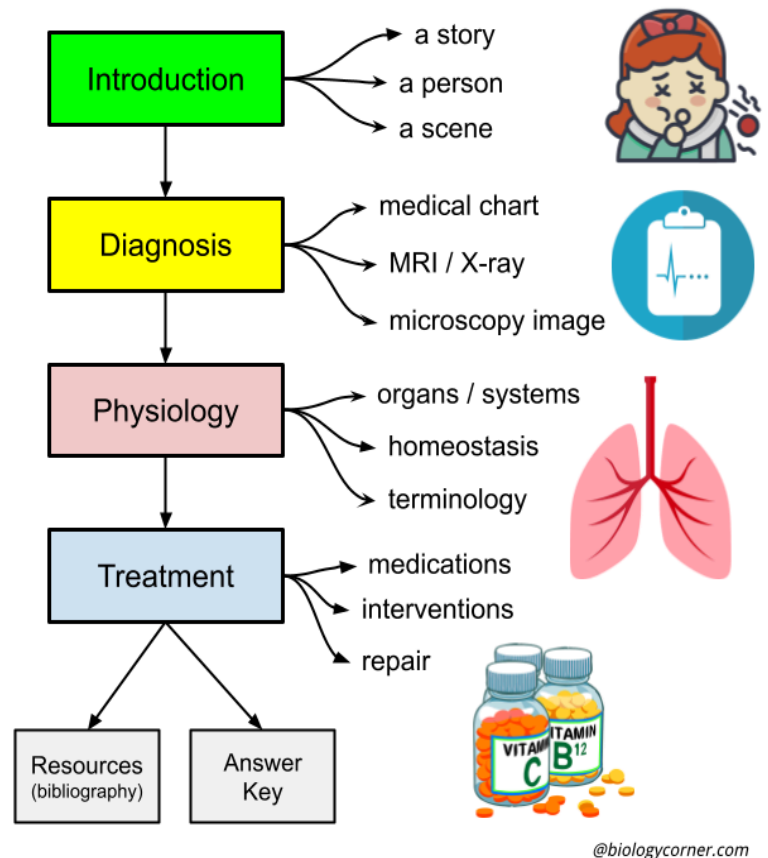 Introduction
a story
a person
a scene
Diagnosis
medical chart
MRI / X-ray
microscopy image
Physiology
organs / systems
homeostasis
terminology
Treatment
medications
interventions
repair
Resources
(bibliography)
Answer
Key
VITAMIN
C
VITAMIN
B12
@biologycorner.com